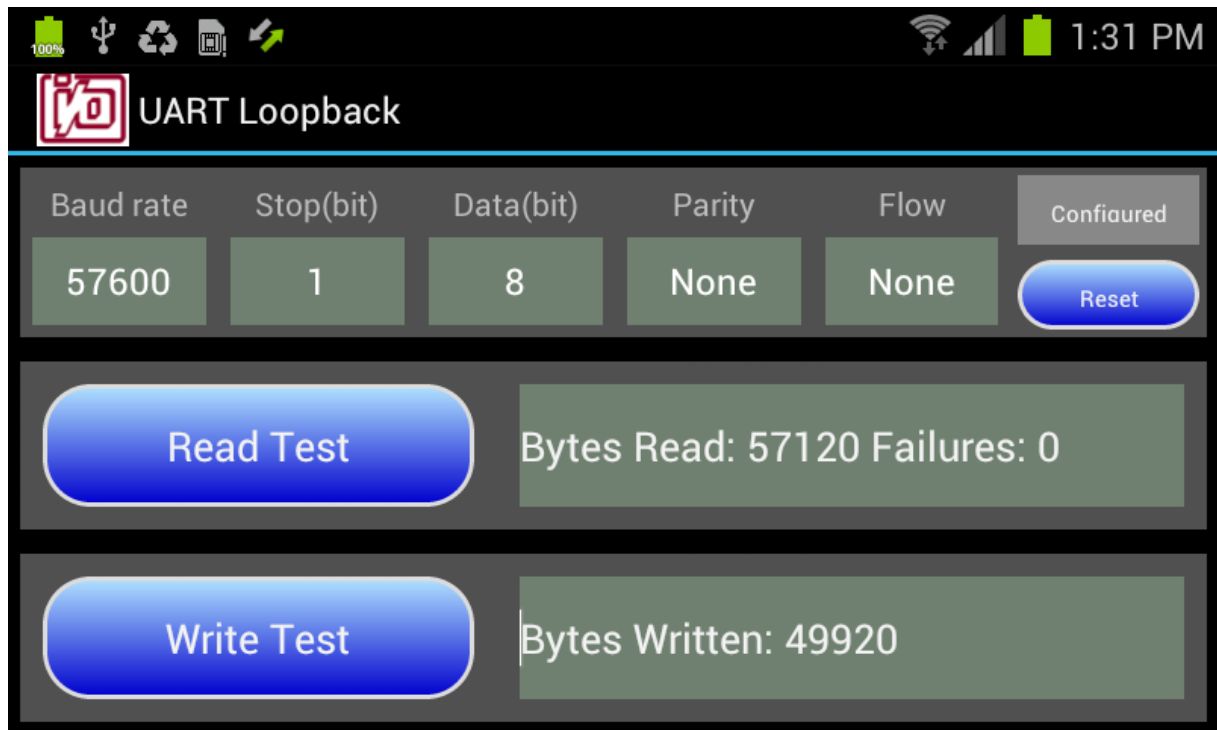 100%
1:31 PM
I/O
UART Loopback
Baud rate Stop(bit) Data(bit) Parity Flow Configured
57600 1 8 None None Reset
Read Test Bytes Read: 57120 Failures: 0
Write Test Bytes Written: 49920